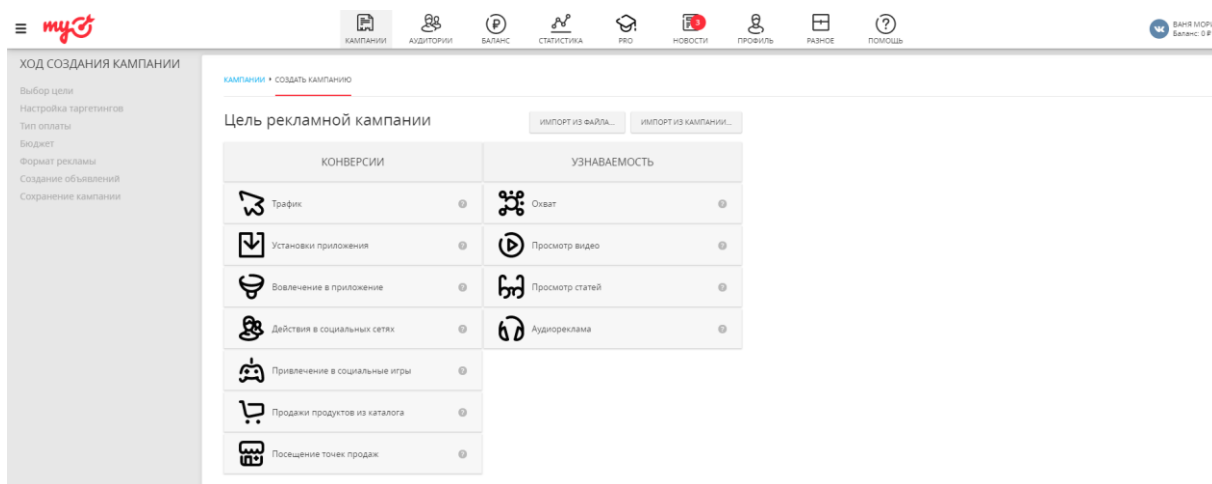 my
КАМПАНИИ
АУДИТОРИИ
БАЛАНС
СТАТИСТИКА
PRO
3
НОВОСТИ
ПРОФИЛЬ
РАЗНОЕ
ПОМОЩЬ
ВАНЯ
Баланс: 0 ₽
ХОД СОЗДАНИЯ КАМПАНИИ
Выбор цели
Настройка таргетингов
Тип оплаты
Бюджет
Формат рекламы
Создание объявлений
Сохранение кампании
КАМПАНИИ • СОЗДАТЬ КАМПАНИЮ
Цель рекламной кампании
ИМПОРТ ИЗ ФАЙЛА...
ИМПОРТ ИЗ КАМПАНИИ...
КОНВЕРСИИ
УЗНАВАЕМОСТЬ
Трафик
Охват
Установки приложения
Просмотр видео
Вовлечение в приложение
Просмотр статей
Действия в социальных сетях
Аудиореклама
Привлечение в социальные игры
Продажи продуктов из каталога
Посещение точек продаж